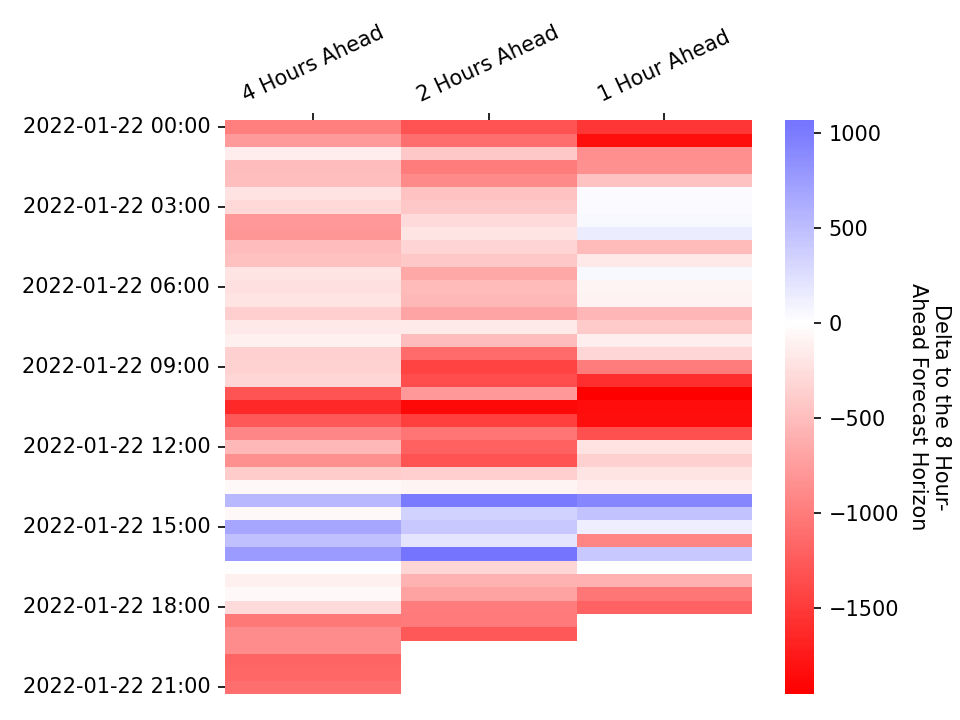 4 Hours Ahead
2 Hours Ahead
1 Hour Ahead
2022-01-22 00:00
2022-01-22 03:00
2022-01-22 06:00
2022-01-22 09:00
2022-01-22 12:00
2022-01-22 15:00
2022-01-22 18:00
2022-01-22 21:00
1000
500
0
−500
−1000
−1500
Delta to the 8 Hour-
Ahead Forecast Horizon